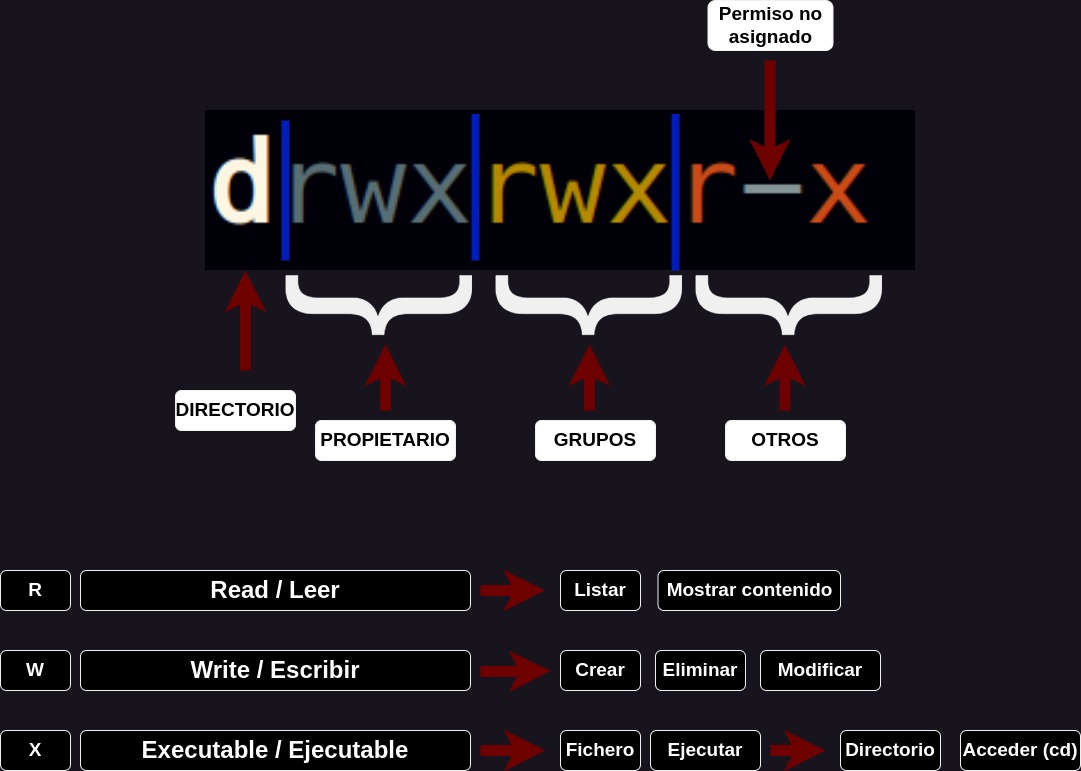 Permiso no
asignado
drwxrwxr-x
DIRECTORIO
PROPIETARIO
GRUPOS
OTROS
R Read / Leer Listar Mostrar contenido
W Write / Escribir Crear Eliminar Modificar
X Executable / Ejecutable Fichero Ejecutar Directorio Acceder (cd)